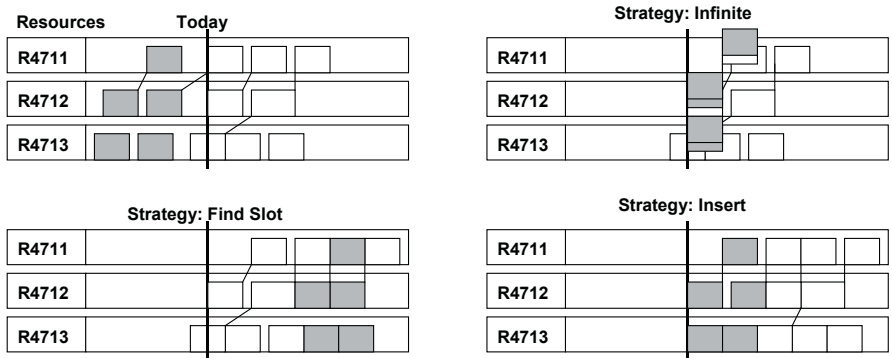 Resources Today
R4711
R4712
R4713
Strategy: Infinite
R4711
R4712
R4713
Strategy: Find Slot
R4711
R4712
R4713
Strategy: Insert
R4711
R4712
R4713